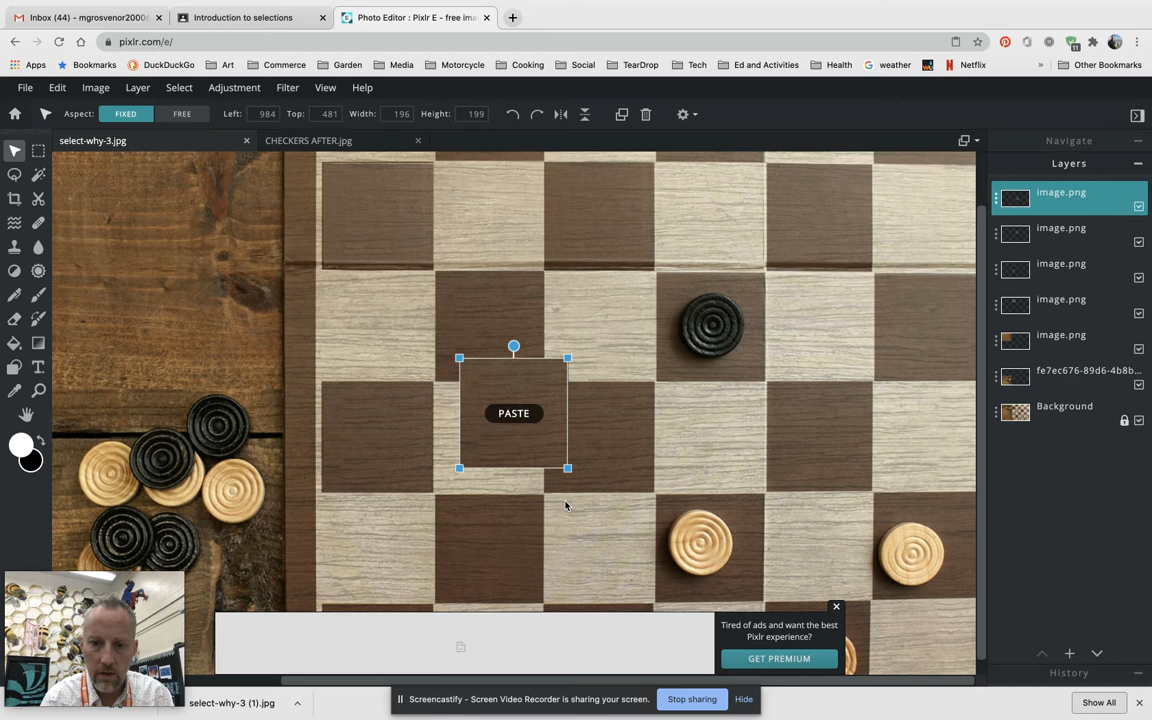 Inbox (44) - mgrosvenor2000@
Introduction to selections
Photo Editor : Pixlr E - free ima
pixlr.com/e/
11
Apps
Bookmarks
DuckDuckGo
Art
Commerce
Garden
Media
Motorcycle
Cooking
Social
TearDrop
Tech
Ed and Activities
Health
weather
Netflix
»
Other Bookmarks
File
Edit
Image
Layer
Select
Adjustment
Filter
View
Help
Aspect: FIXED FREE Left: 984 Top: 481 Width: 196 Height: 199
select-why-3.jpg
CHECKERS AFTER.jpg
Navigate
Layers
image.png
image.png
image.png
image.png
image.png
fe7ec676-89d6-4b8b...
Background
PASTE
Tired of ads and want the best
Pixlr experience?
GET PREMIUM
History
select-why-3 (1).jpg
Screencastify - Screen Video Recorder is sharing your screen.
Stop sharing
Hide
Show All